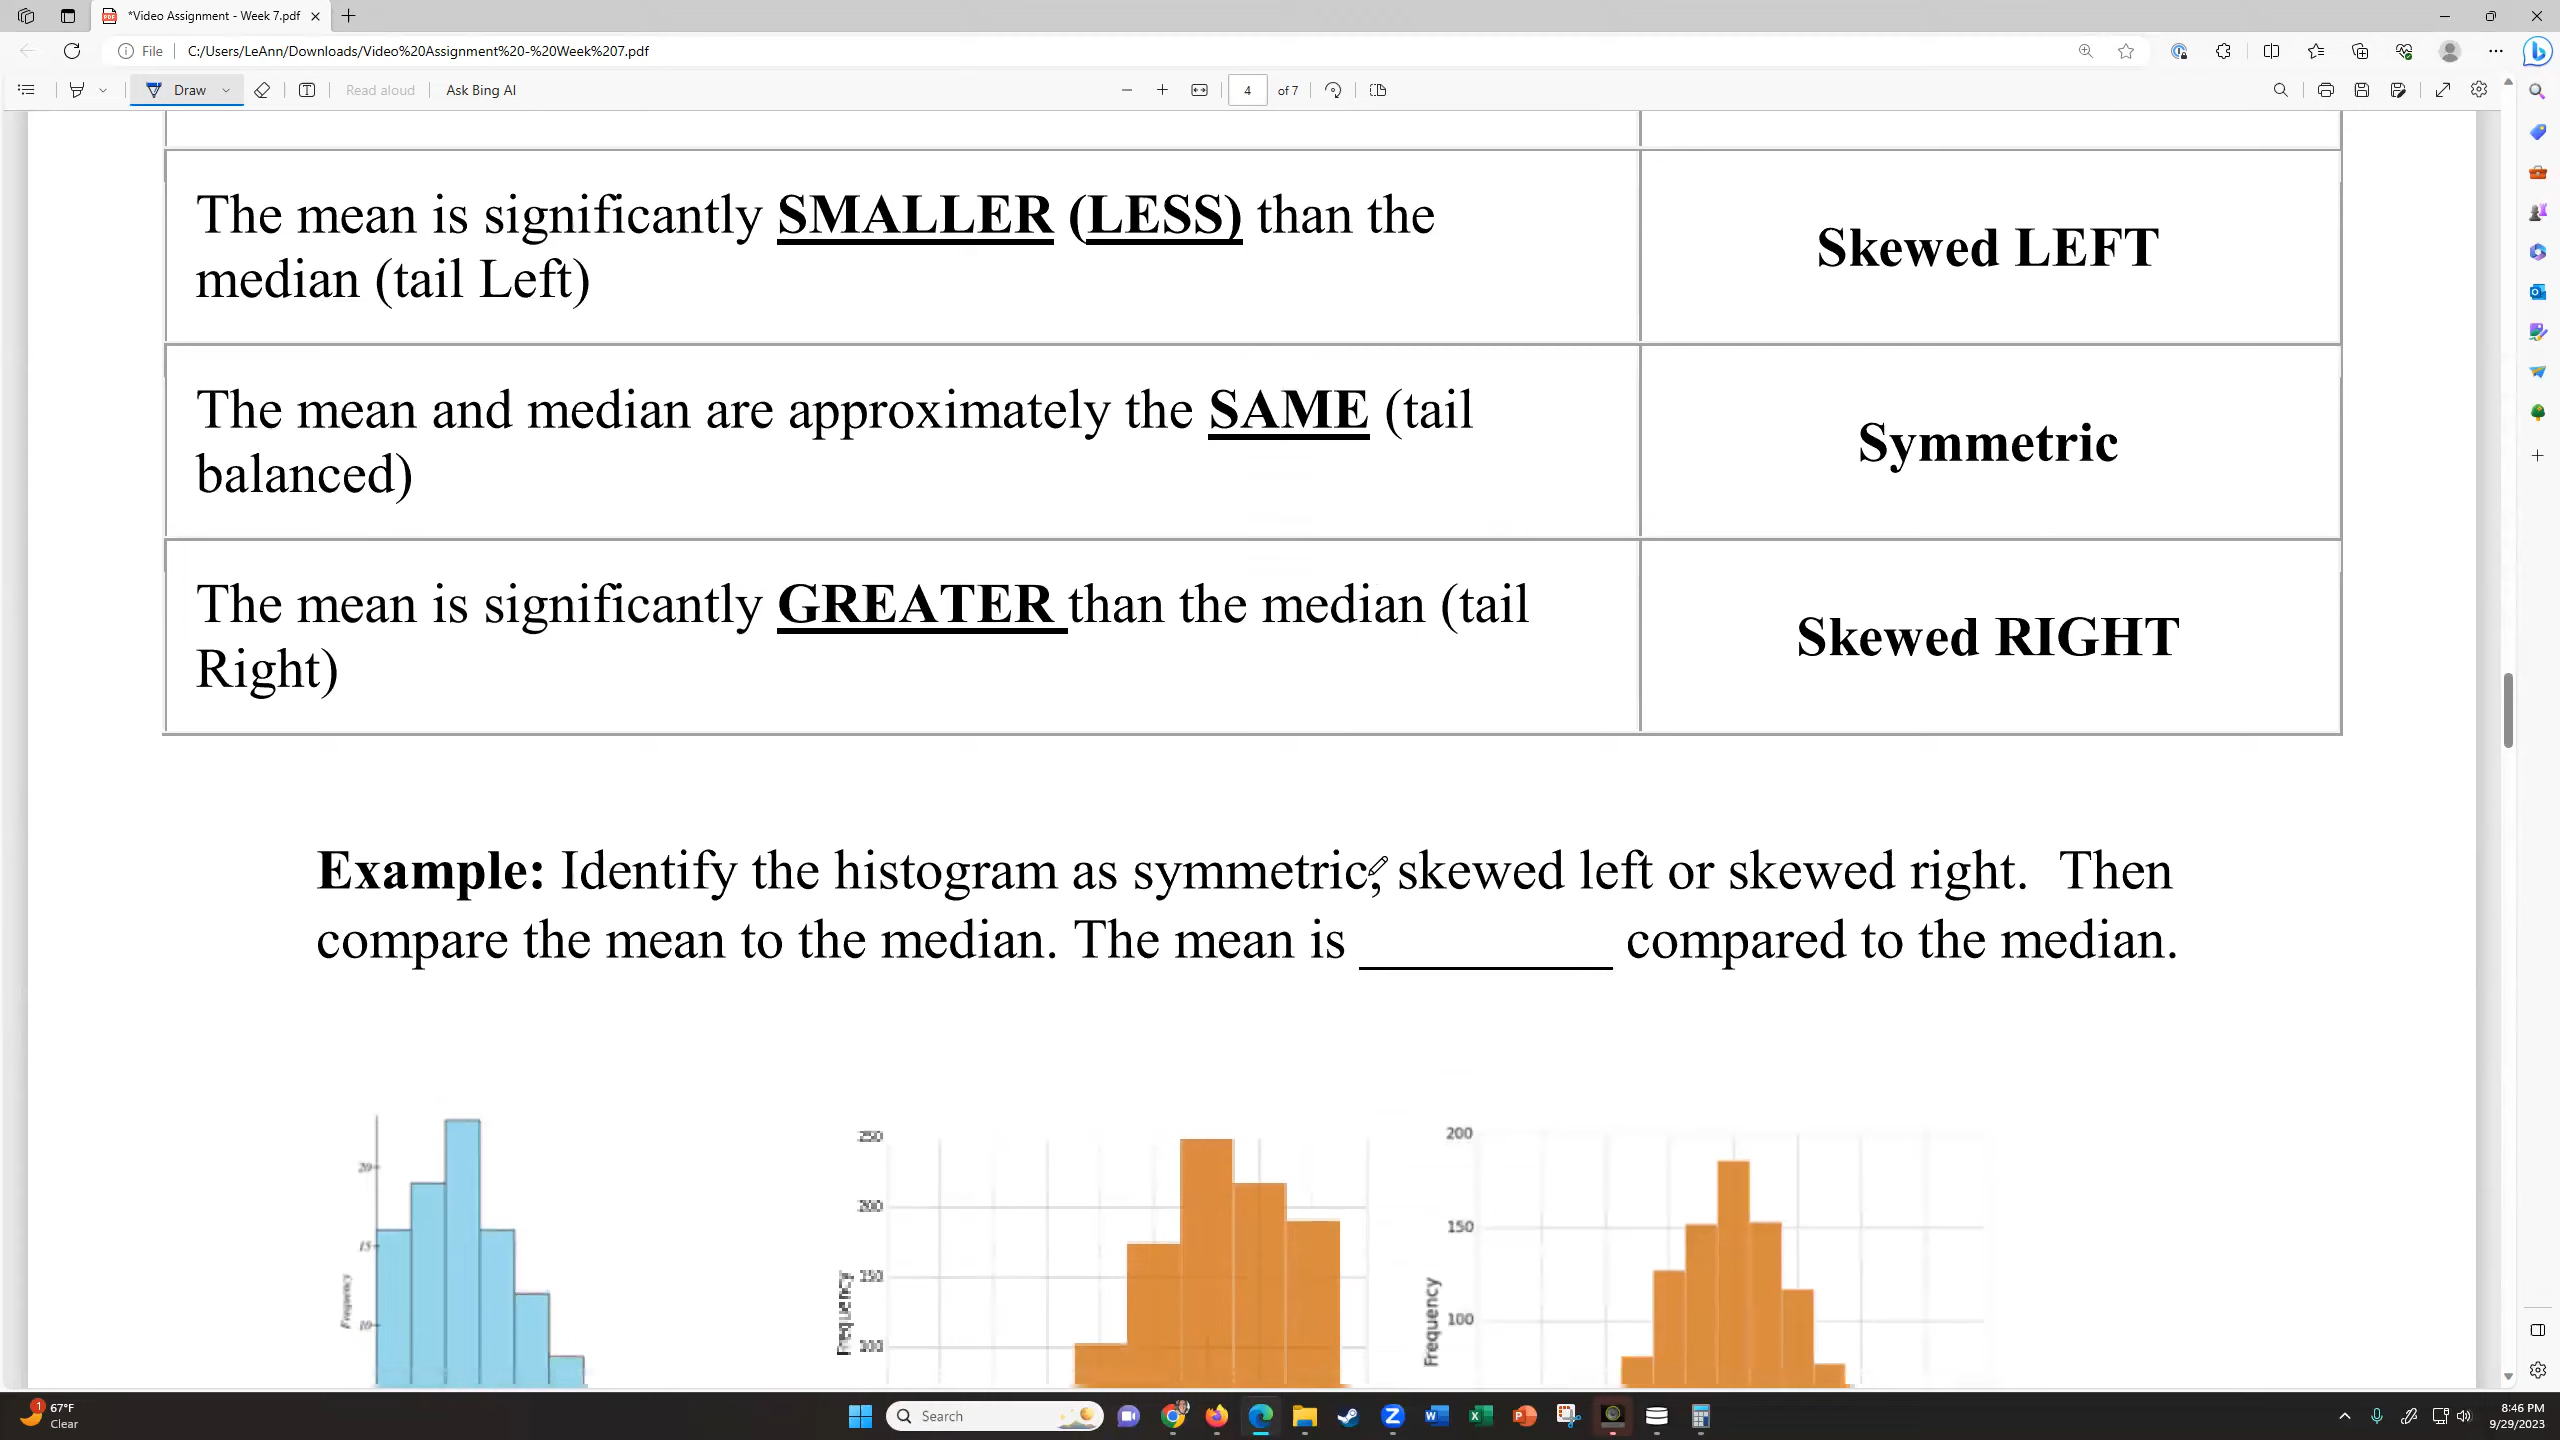 *Video Assignment - Week 7.pdf
File
C:/Users/LeAnn/Downloads/Video%20Assignment%20-%20Week%207.pdf
Draw
Read aloud
Ask Bing AI
4 of 7
The mean is significantly SMALLER (LESS) than the
median (tail Left)
Skewed LEFT
The mean and median are approximately the SAME (tail
balanced)
Symmetric
The mean is significantly GREATER than the median (tail
Right)
Skewed RIGHT
Example: Identify the histogram as symmetric, skewed left or skewed right. Then
compare the mean to the median. The mean is __________ compared to the median.
20
15
10
Frequency
250
200
150
100
Frequency
200
150
100
Frequency
1
67°F
Clear
Search
8:46 PM
9/29/2023